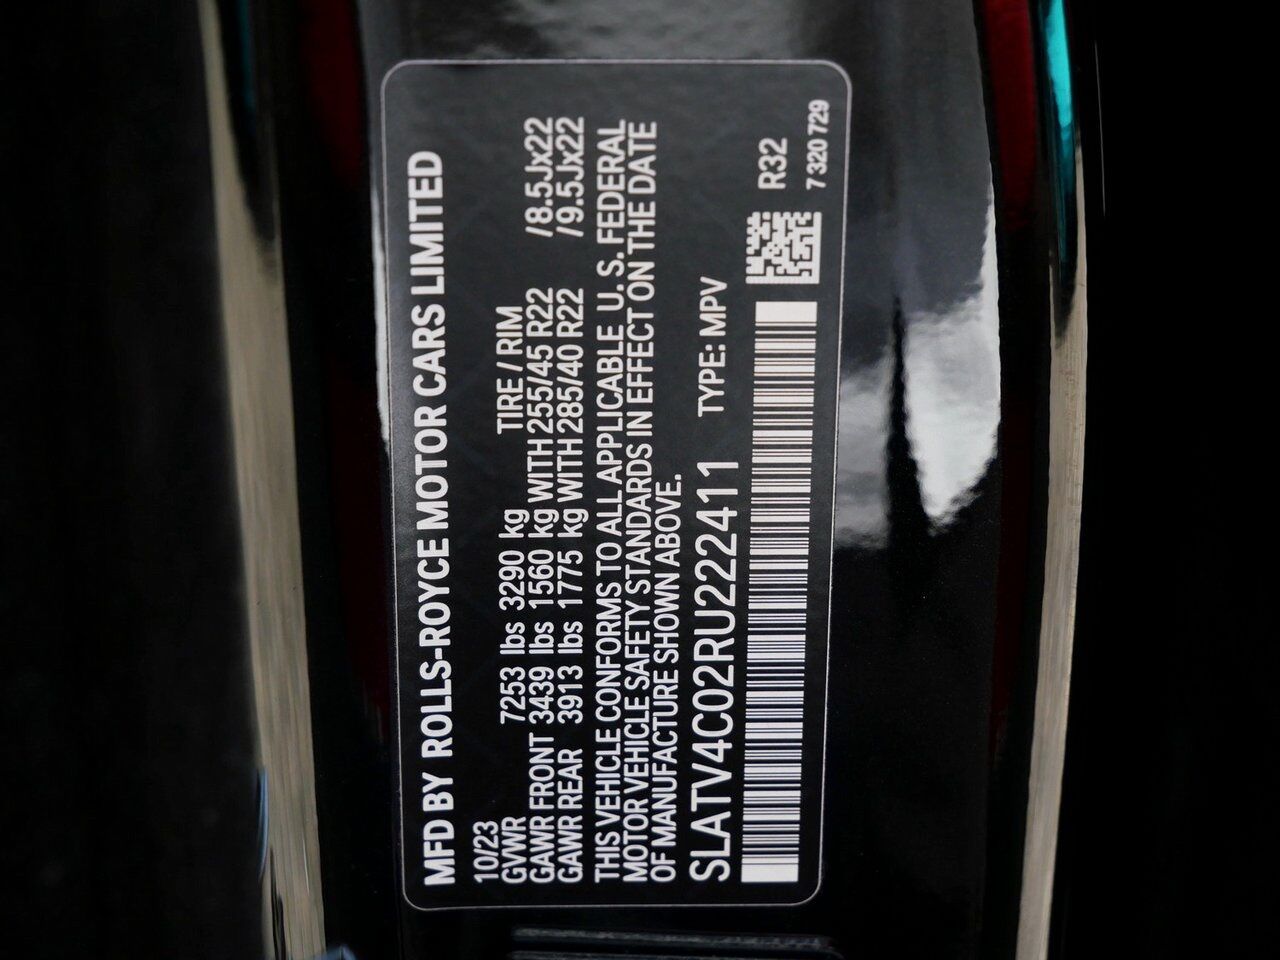 MFD BY ROLLS-ROYCE MOTOR CARS LIMITED
10/23
GVWR 7253 lbs 3290 kg TIRE / RIM
GAWR FRONT 3439 lbs 1560 kg WITH 255/45 R22 /8.5Jx22
GAWR REAR 3913 lbs 1775 kg WITH 285/40 R22 /9.5Jx22
THIS VEHICLE CONFORMS TO ALL APPLICABLE U. S. FEDERAL
MOTOR VEHICLE SAFETY STANDARDS IN EFFECT ON THE DATE
OF MANUFACTURE SHOWN ABOVE.
SLATV4C02RU222411 TYPE: MPV
R32
7 320 729